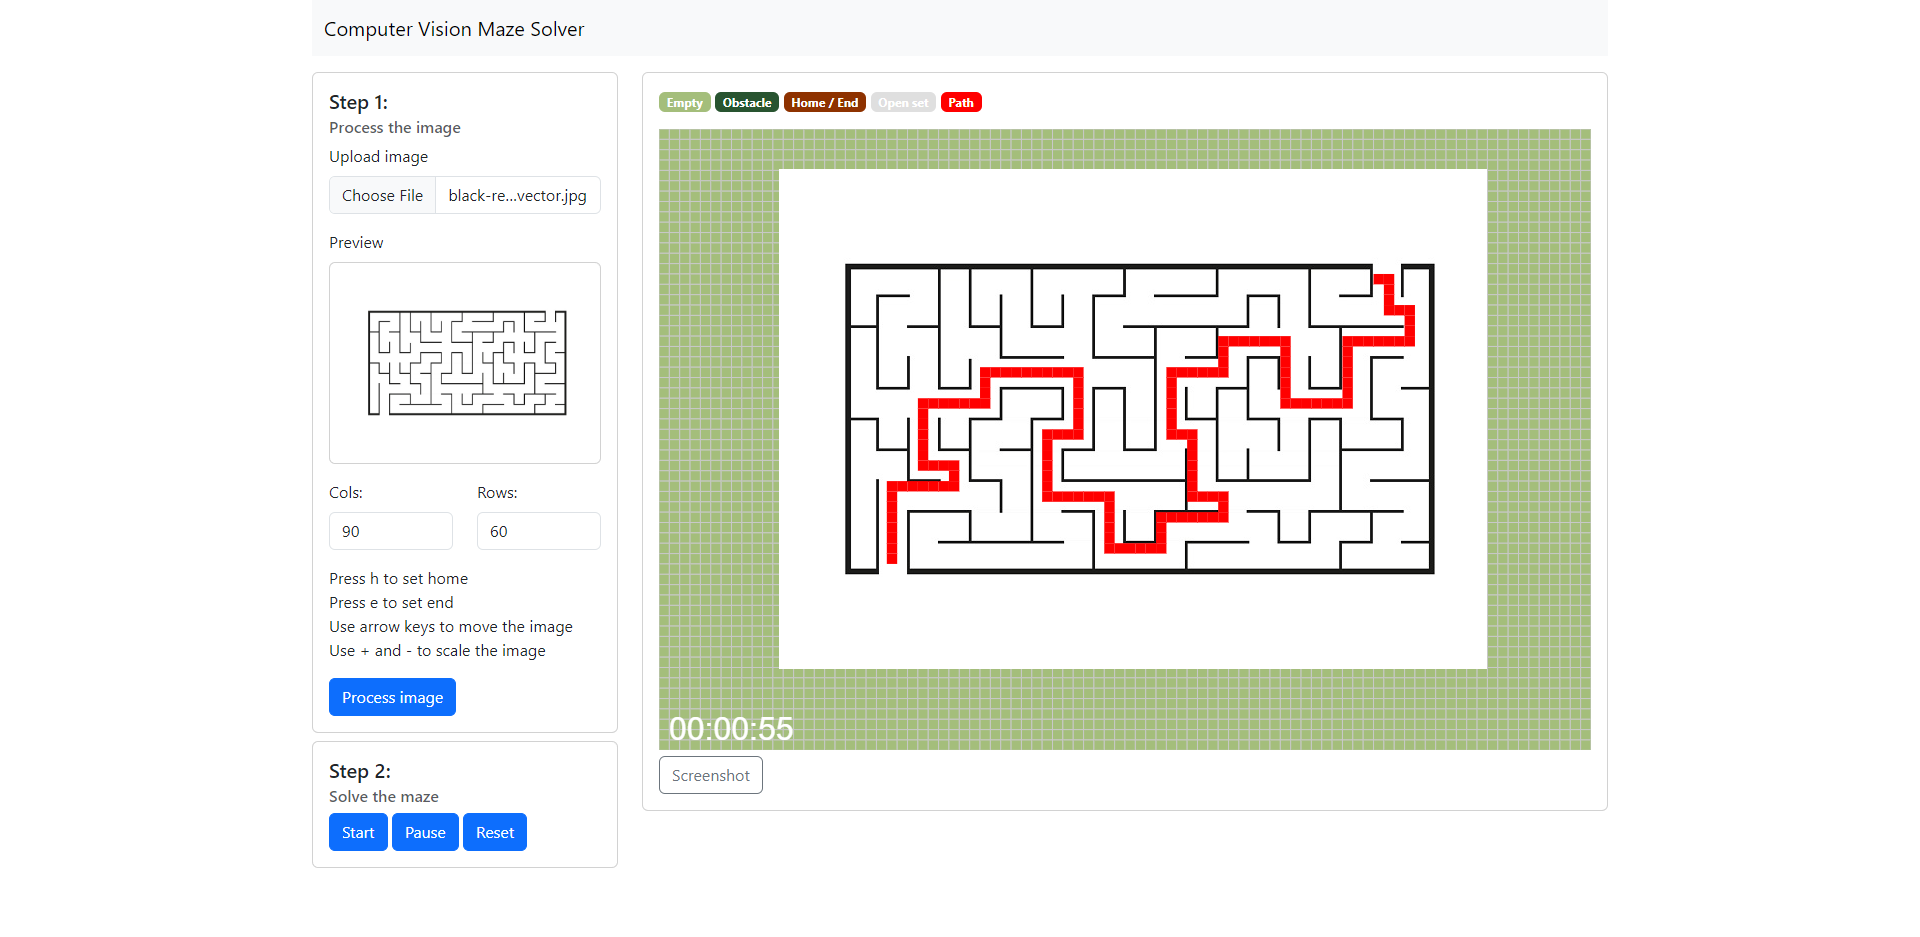 Computer Vision Maze Solver
Step 1:
Process the image
Upload image
Choose File black-re...vector.jpg
Preview
Cols: Rows:
90 60
Press h to set home
Press e to set end
Use arrow keys to move the image
Use + and - to scale the image
Process image
Step 2:
Solve the maze
Start Pause Reset
Empty Obstacle Home / End Open set Path
00:00:55
Screenshot